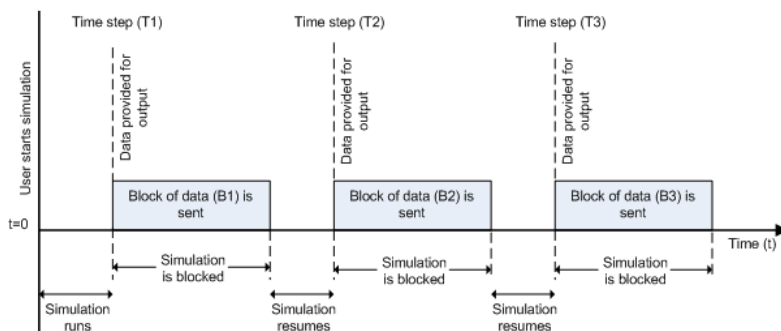 Time step (T1)
Time step (T2)
Time step (T3)
User starts simulation
Data provided for
output
Data provided for
output
Data provided for
output
Block of data (B1) is
sent
Block of data (B2) is
sent
Block of data (B3) is
sent
t=0
Time (t)
Simulation
is blocked
Simulation
is blocked
Simulation
is blocked
Simulation
runs
Simulation
resumes
Simulation
resumes